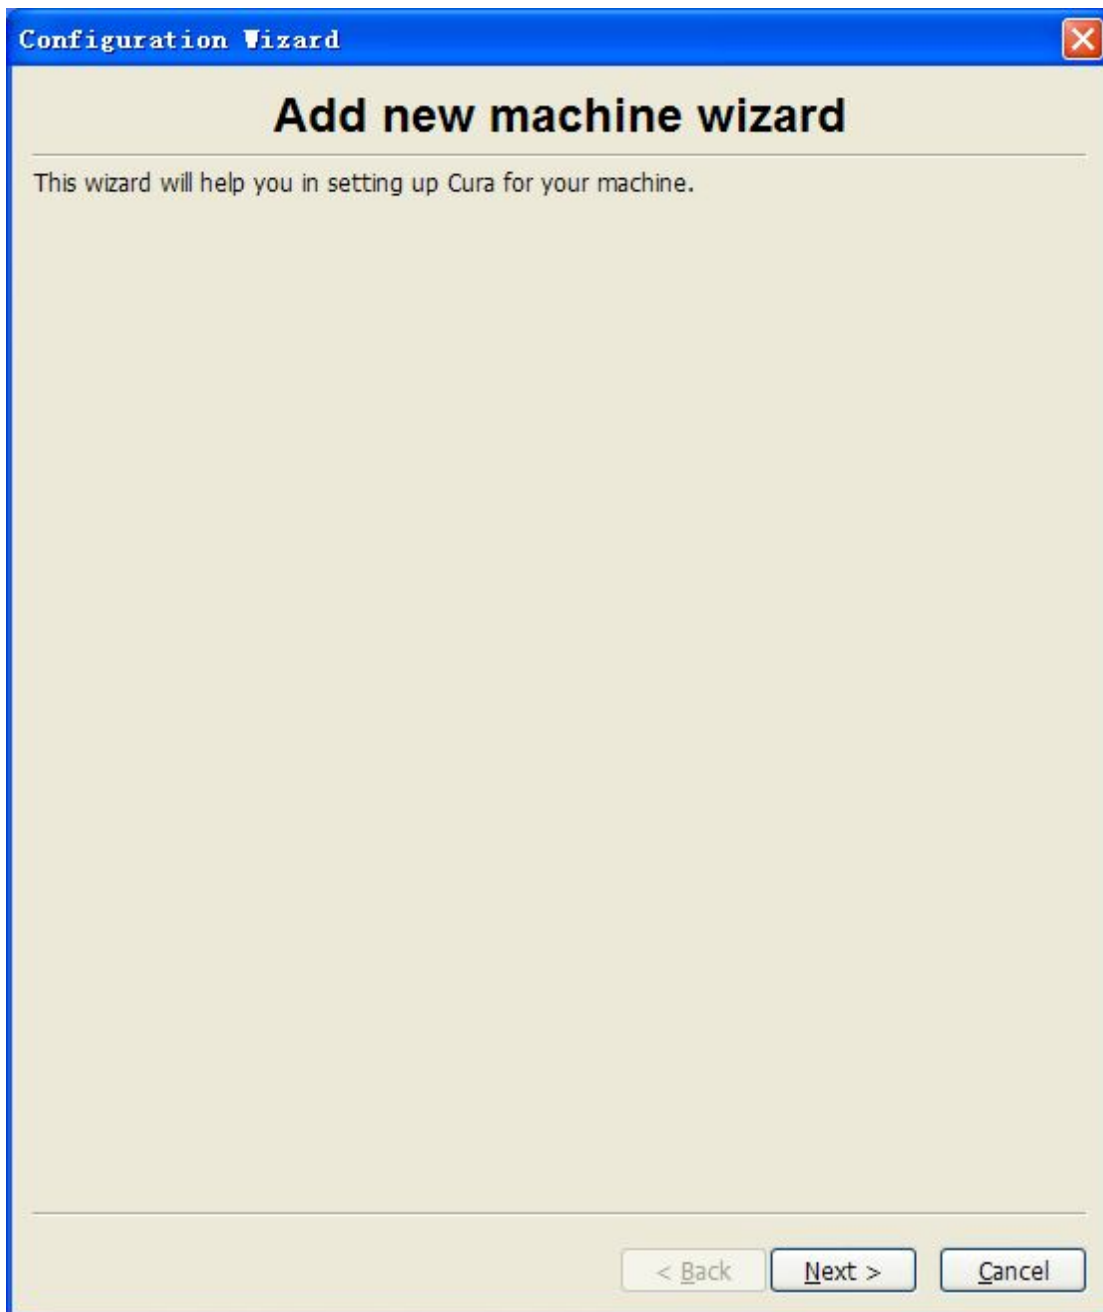 Configuration Wizard
Add new machine wizard
This wizard will help you in setting up Cura for your machine.
< Back Next > Cancel